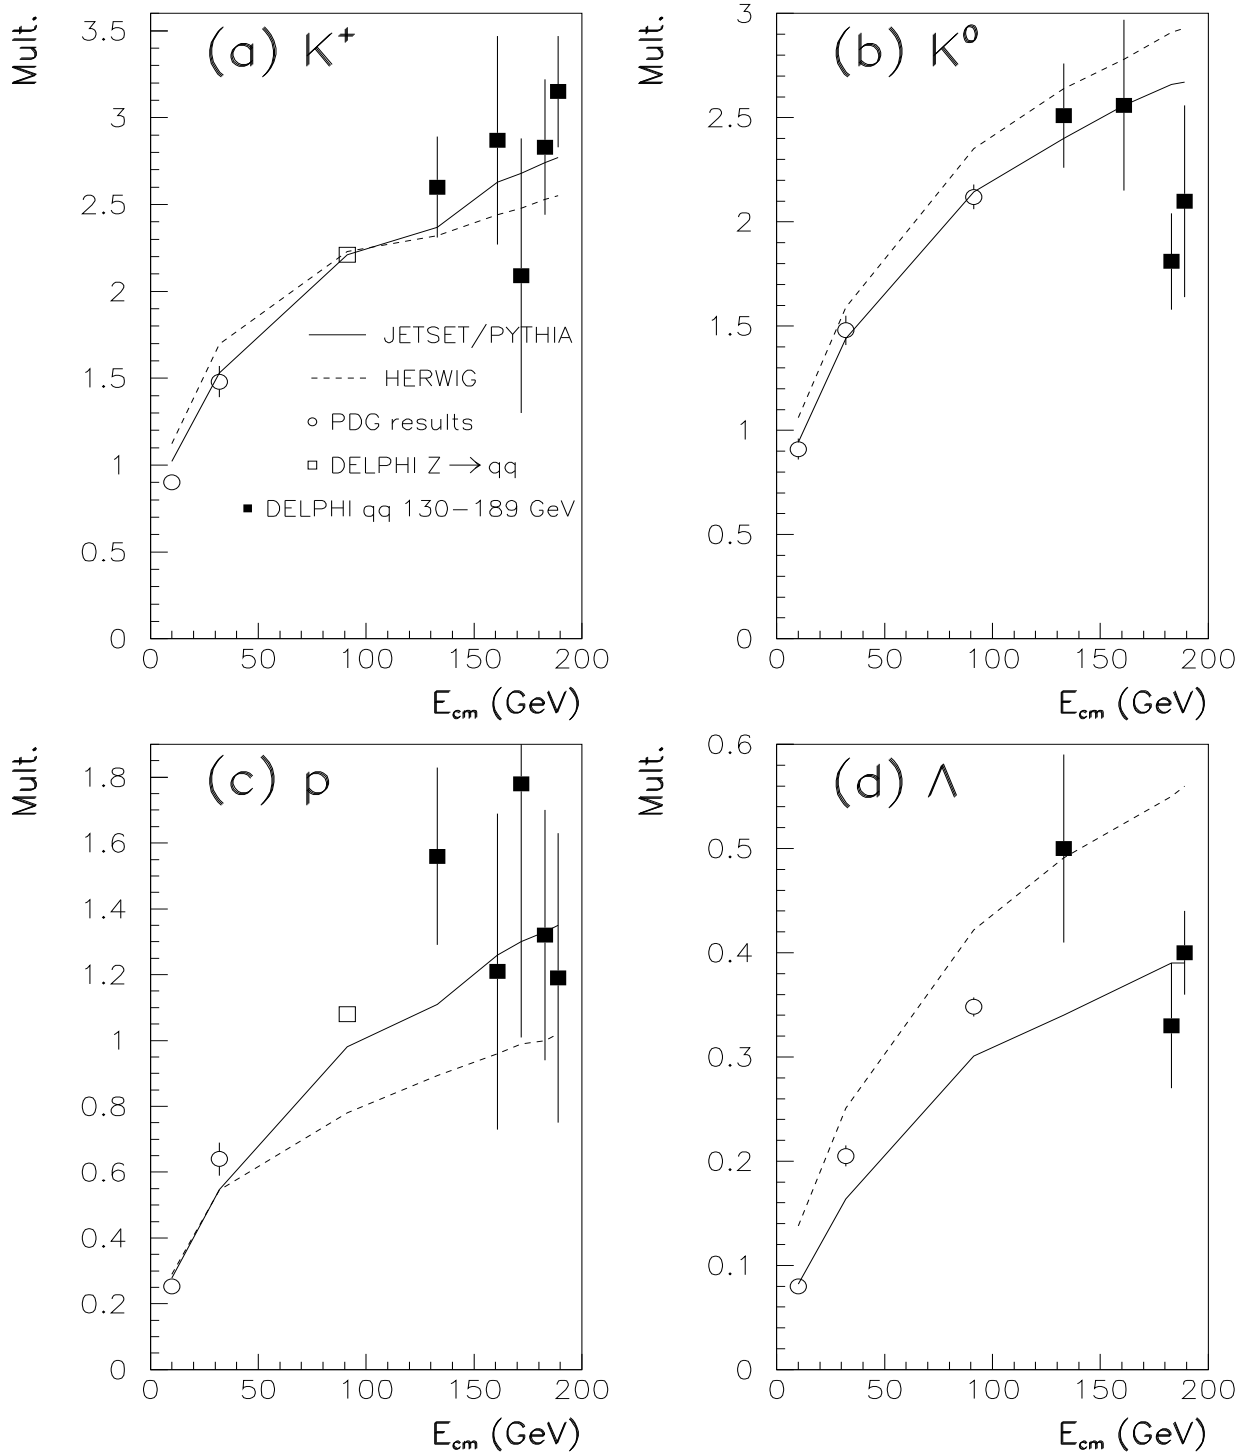 Mult.
(a) K⁺
3.5
3
2.5
2
1.5
1
0.5
0
JETSET/PYTHIA
HERWIG
PDG results
DELPHI Z → qq
DELPHI qq 130–189 GeV
0 50 100 150 200
E_cm (GeV)
Mult.
(b) K⁰
3
2.5
2
1.5
1
0.5
0
0 50 100 150 200
E_cm (GeV)
Mult.
(c) p
1.8
1.6
1.4
1.2
1
0.8
0.6
0.4
0.2
0
0 50 100 150 200
E_cm (GeV)
Mult.
(d) Λ
0.6
0.5
0.4
0.3
0.2
0.1
0
0 50 100 150 200
E_cm (GeV)